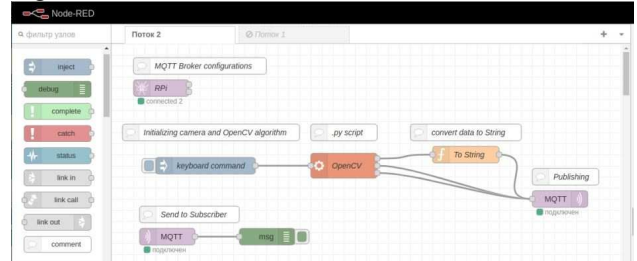 Node-RED
фильтр узлов
Поток 2
Поток 1
inject
debug
complete
catch
status
link in
link call
link out
comment
MQTT Broker configurations
RPi
connected 2
Initializing camera and OpenCV algorithm
.py script
convert data to String
keyboard command
OpenCV
To String
Publishing
MQTT
подключен
Send to Subscriber
MQTT
msg
подключен